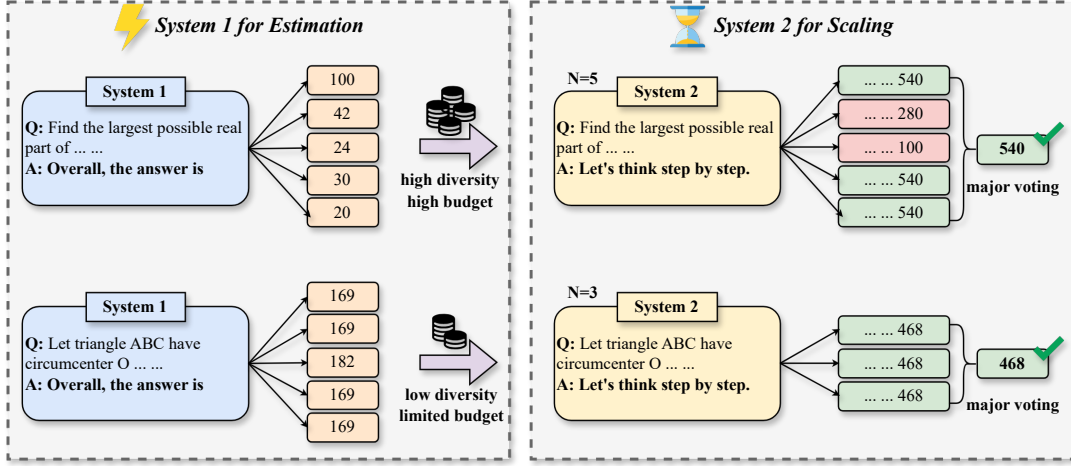 System 1 for Estimation
System 1
Q: Find the largest possible real
part of ... ...
A: Overall, the answer is
100
42
24
30
20
high diversity
high budget
System 1
Q: Let triangle ABC have
circumcenter O ... ...
A: Overall, the answer is
169
169
182
169
169
low diversity
limited budget
System 2 for Scaling
N=5
System 2
Q: Find the largest possible real
part of ... ...
A: Let's think step by step.
... ... 540
... ... 280
... ... 100
... ... 540
... ... 540
540
major voting
N=3
System 2
Q: Let triangle ABC have
circumcenter O ... ...
A: Let's think step by step.
... ... 468
... ... 468
... ... 468
468
major voting